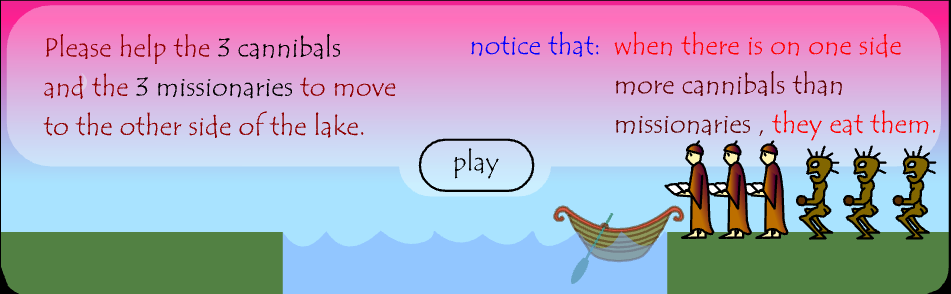 Please help the 3 cannibals
and the 3 missionaries to move
to the other side of the lake.
notice that: when there is on one side
more cannibals than
missionaries , they eat them.
play